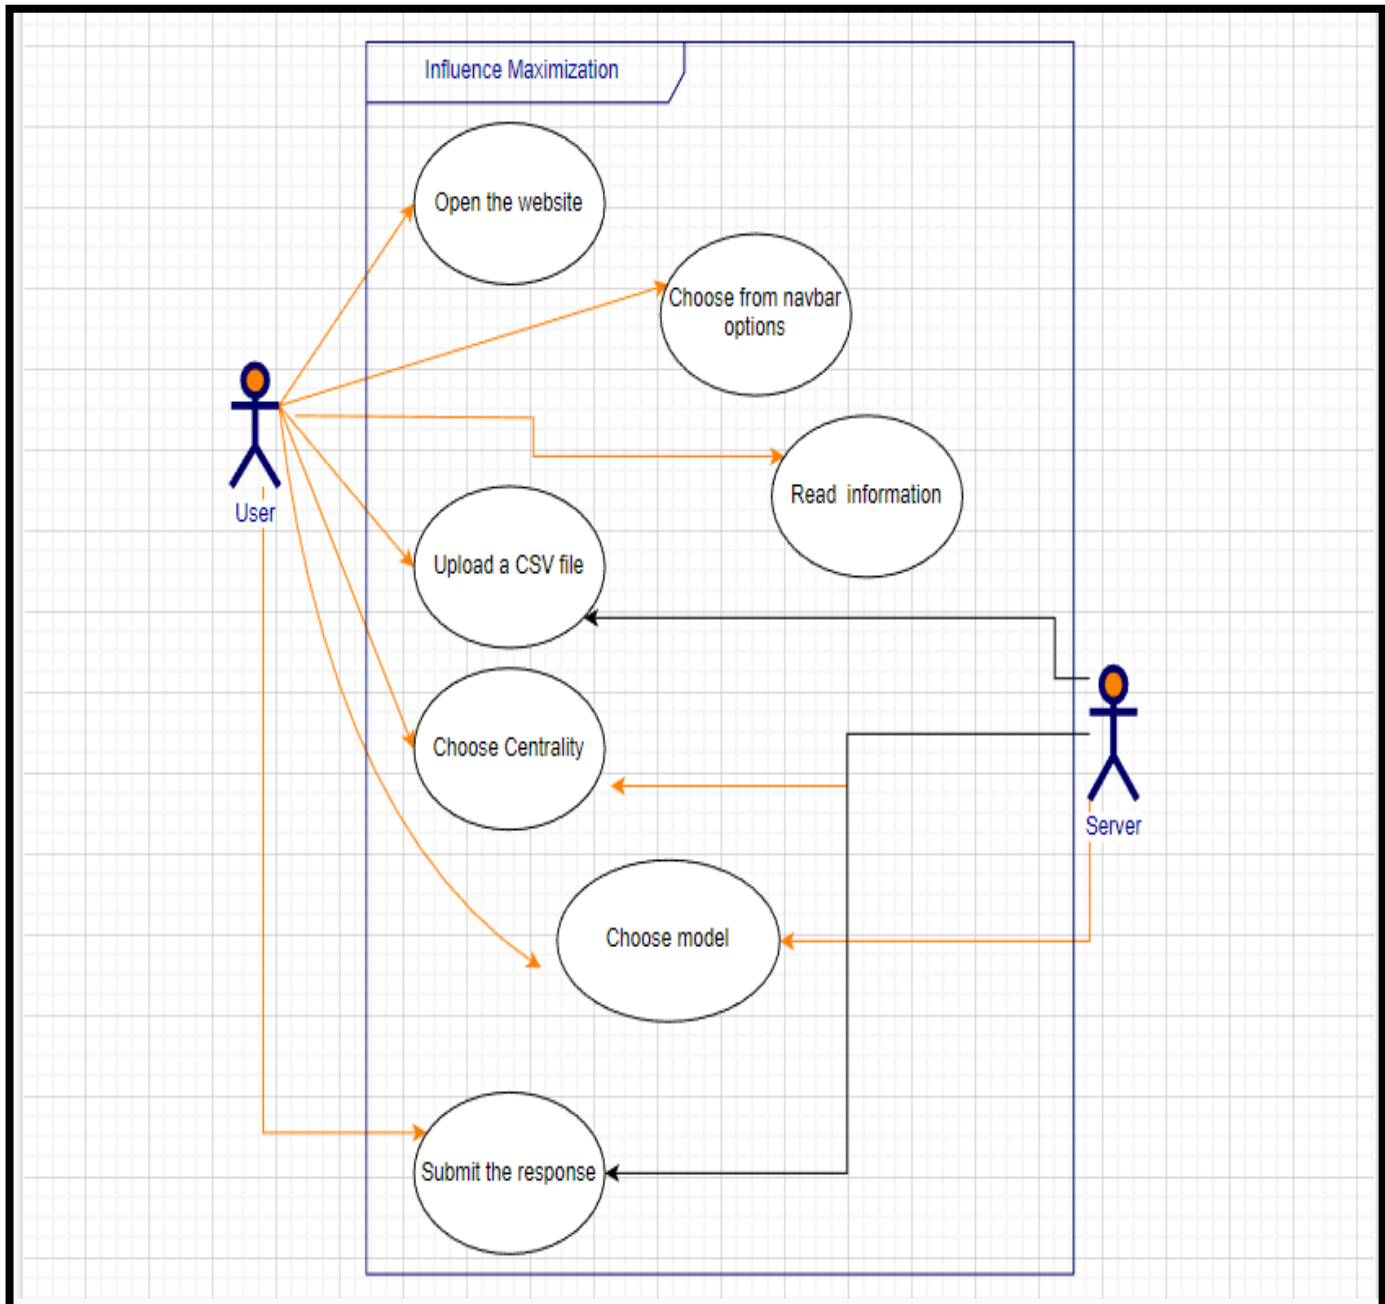 Influence Maximization
Open the website
Choose from navbar
options
Read  information
User
Upload a CSV file
Choose Centrality
Server
Choose model
Submit the response